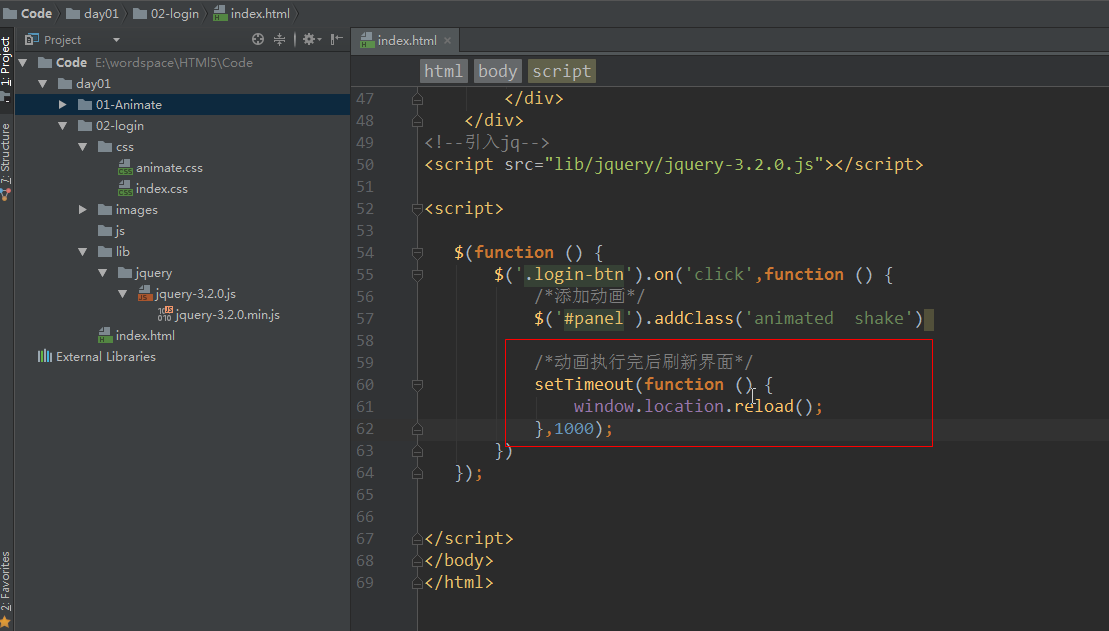 Code day01 02-login index.html
Project
index.html ×
Code E:\wordspace\HTMl5\Code
day01
01-Animate
02-login
css
animate.css
index.css
images
js
lib
jquery
jquery-3.2.0.js
jquery-3.2.0.min.js
index.html
External Libraries
1: Project
7: Structure
2: Favorites
html body script
47 </div>
48 </div>
49 <!--引入jq-->
50 <script src="lib/jquery/jquery-3.2.0.js"></script>
51
52 <script>
53
54 $(function () {
55 $('.login-btn').on('click',function () {
56 /*添加动画*/
57 $('#panel').addClass('animated  shake')
58
59 /*动画执行完后刷新界面*/
60 setTimeout(function () {
61 window.location.reload();
62 },1000);
63 })
64 });
65
66
67 </script>
68 </body>
69 </html>